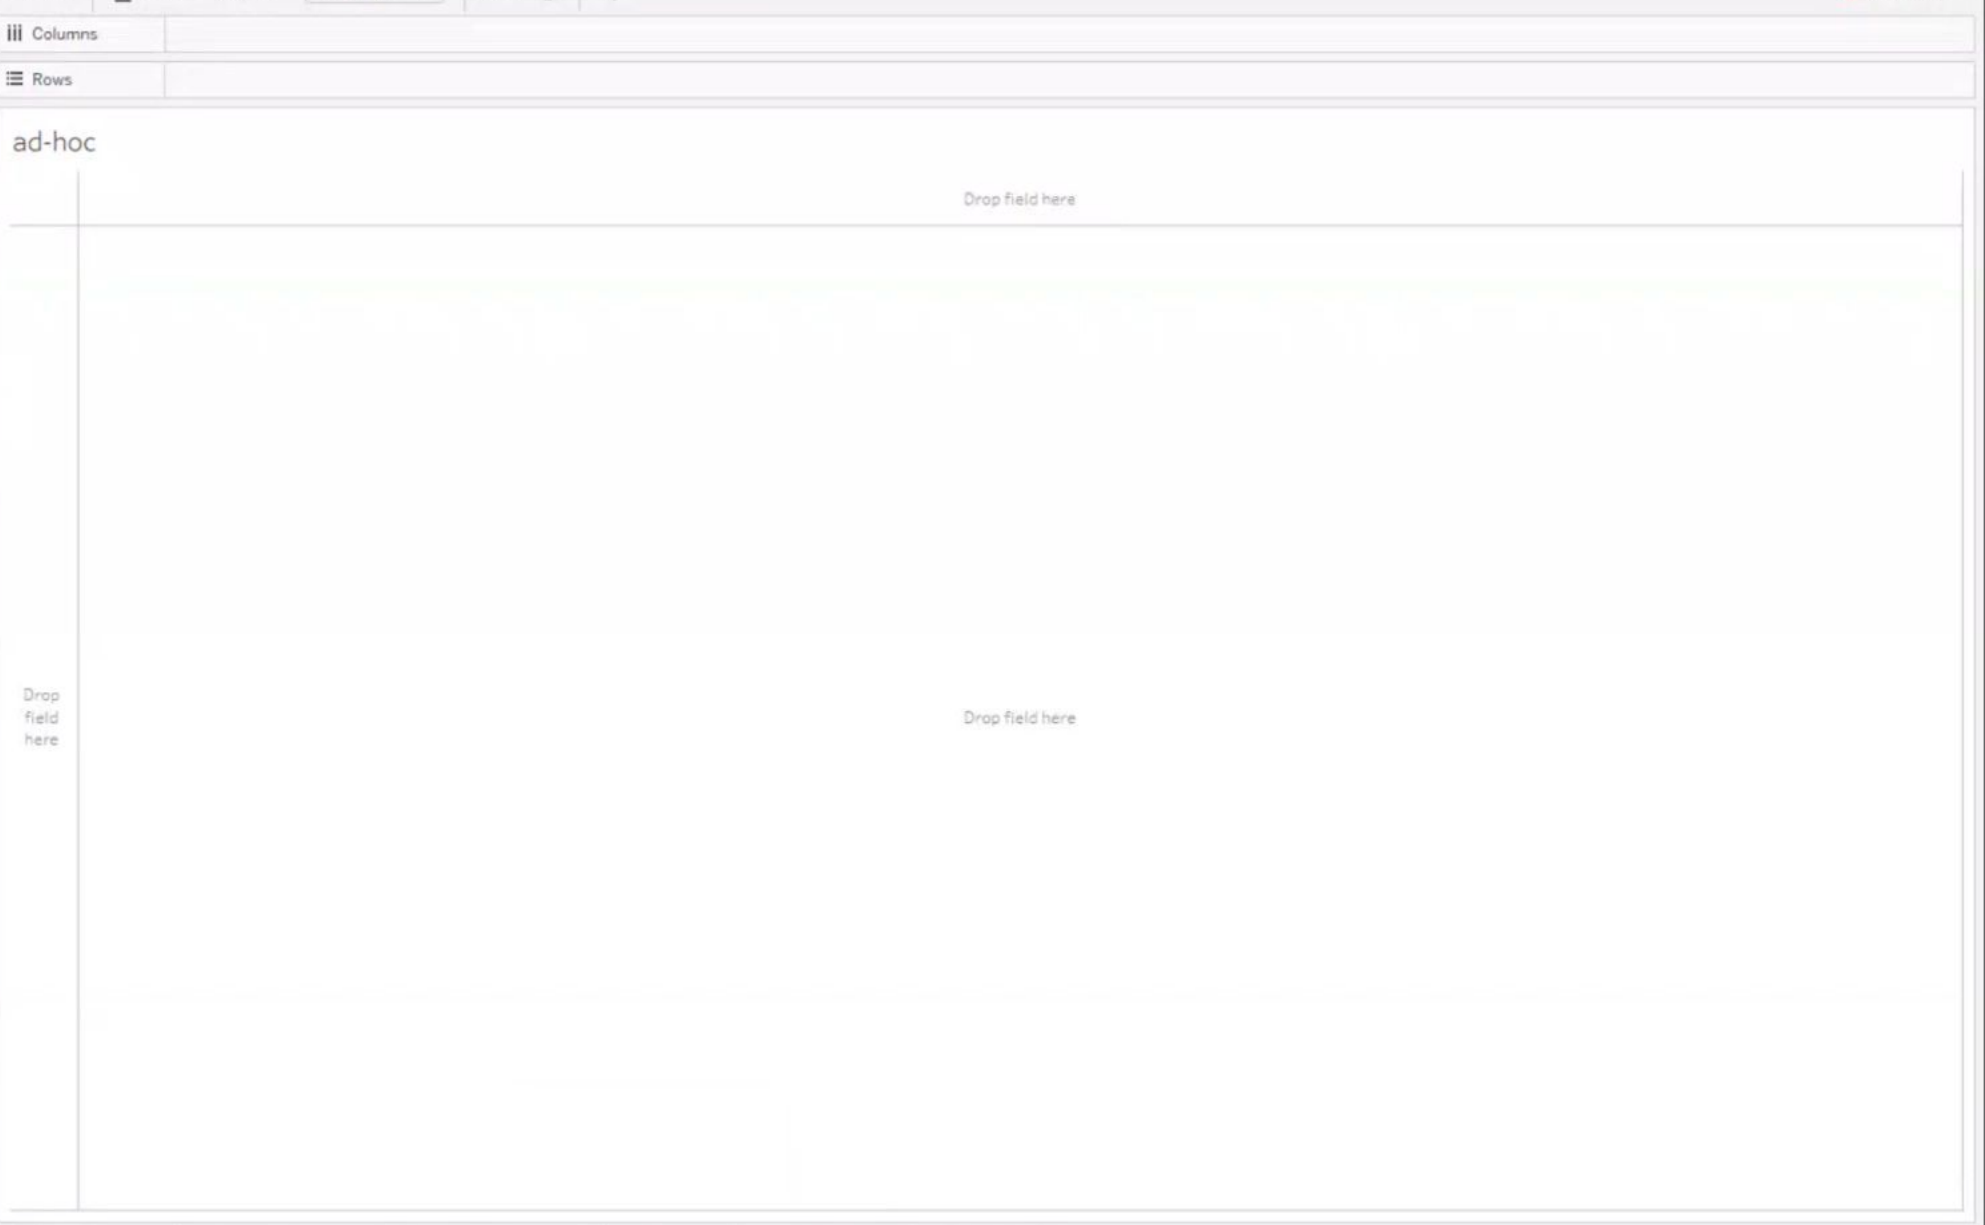 Columns
Rows
ad-hoc
Drop field here
Drop
field
here
Drop field here